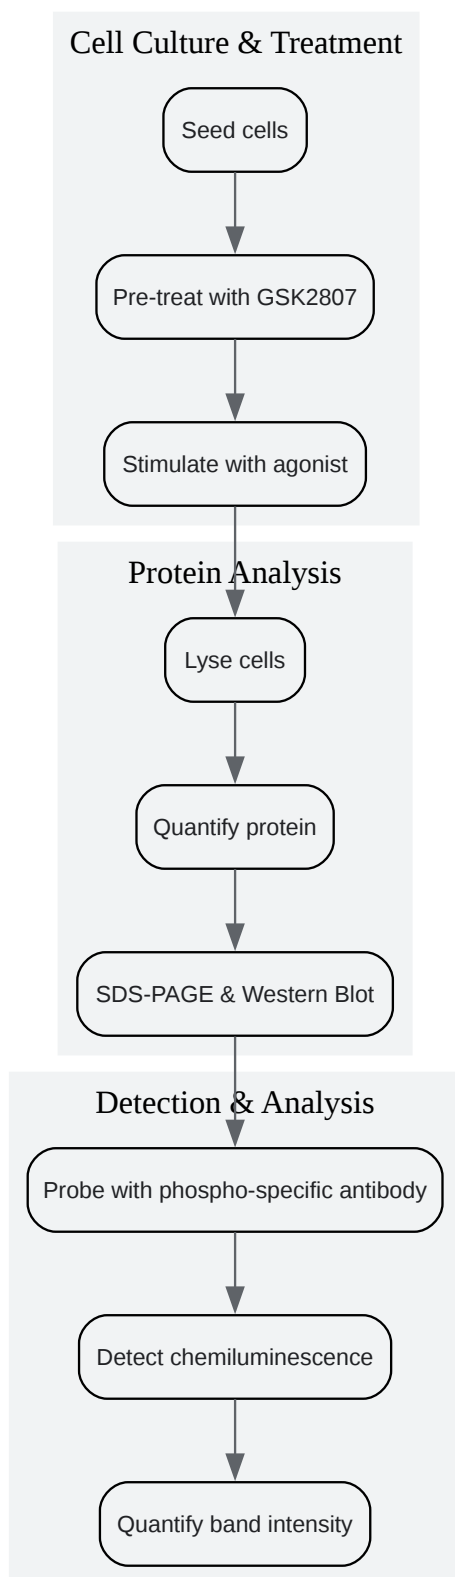 Cell Culture & Treatment
Seed cells
Pre-treat with GSK2807
Stimulate with agonist
Protein Analysis
Lyse cells
Quantify protein
SDS-PAGE & Western Blot
Detection & Analysis
Probe with phospho-specific antibody
Detect chemiluminescence
Quantify band intensity